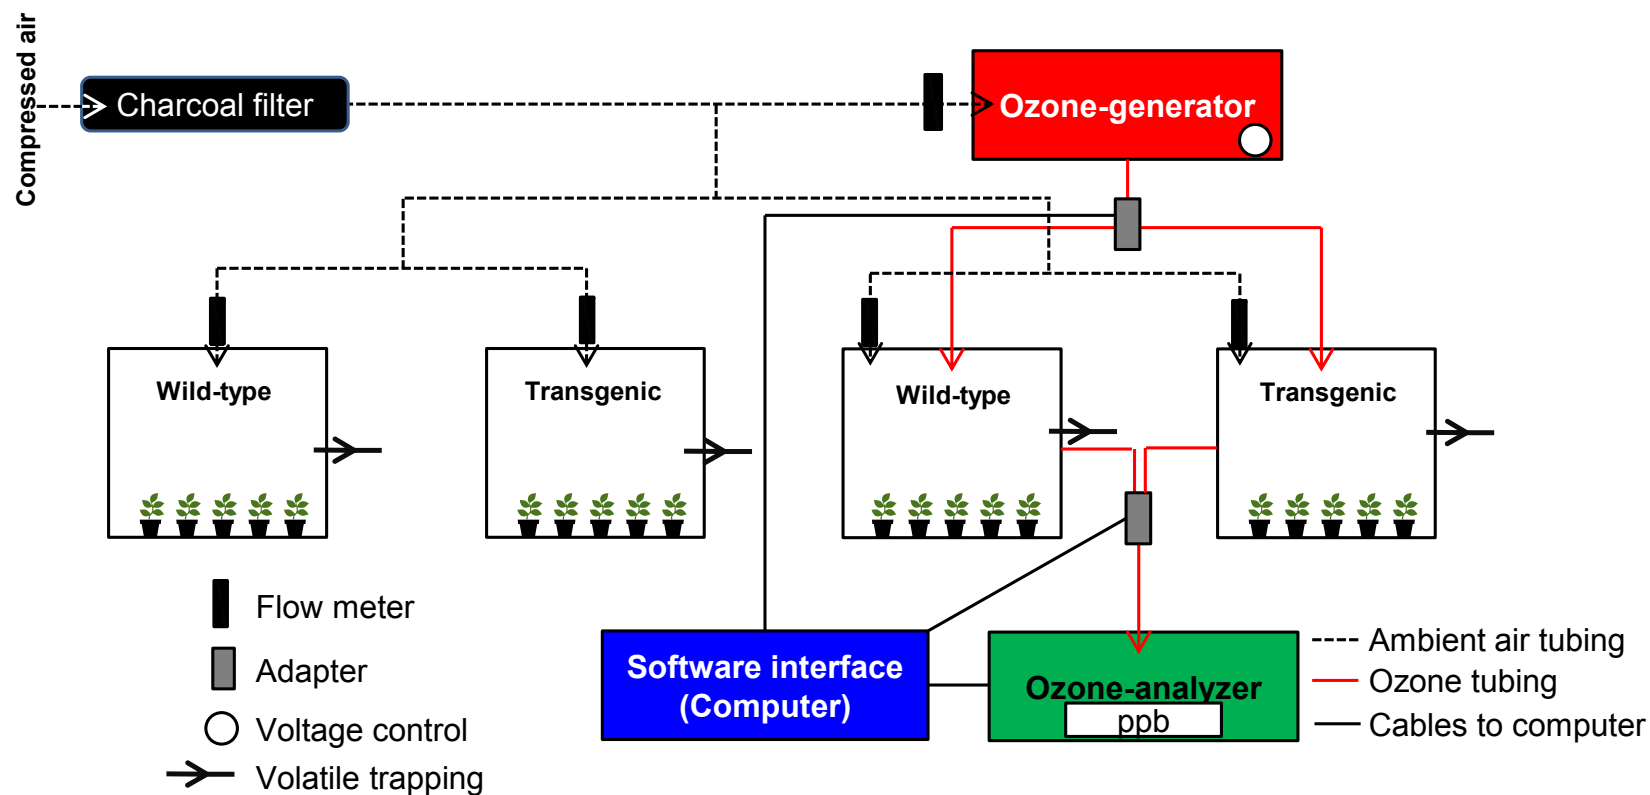 Compressed air
Charcoal filter
Ozone-generator
Wild-type
Transgenic
Wild-type
Transgenic
Flow meter
Adapter
Voltage control
Volatile trapping
Software interface
(Computer)
Ozone-analyzer
ppb
Ambient air tubing
Ozone tubing
Cables to computer